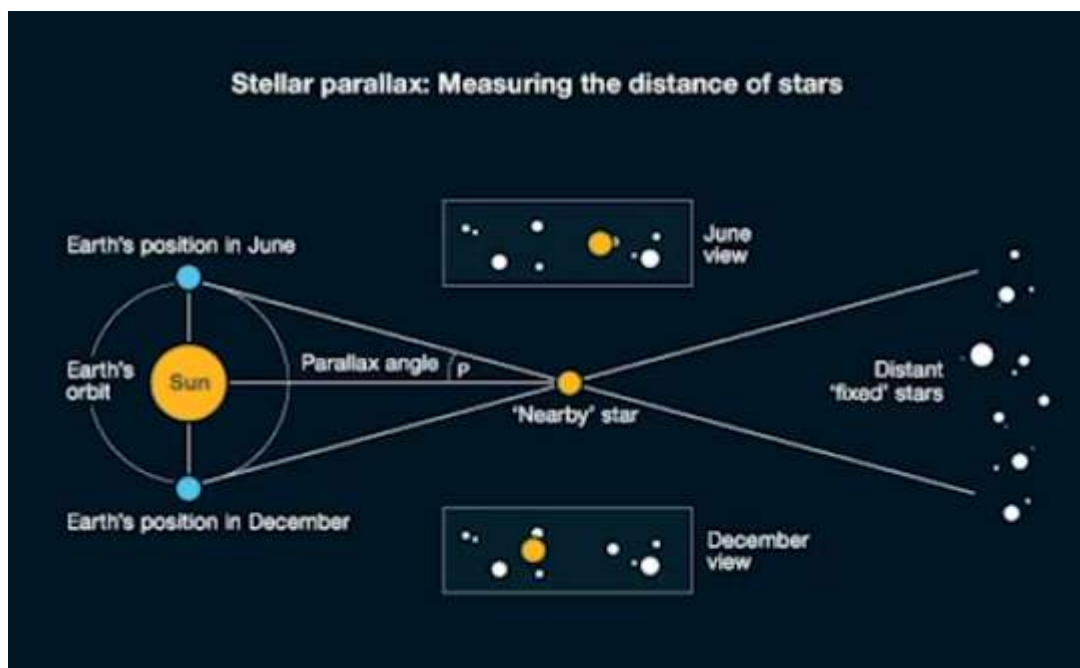 Stellar parallax: Measuring the distance of stars
Earth's position in June
June
view
Earth's
orbit
Sun
Parallax angle
P
'Nearby' star
Distant
'fixed' stars
Earth's position in December
December
view